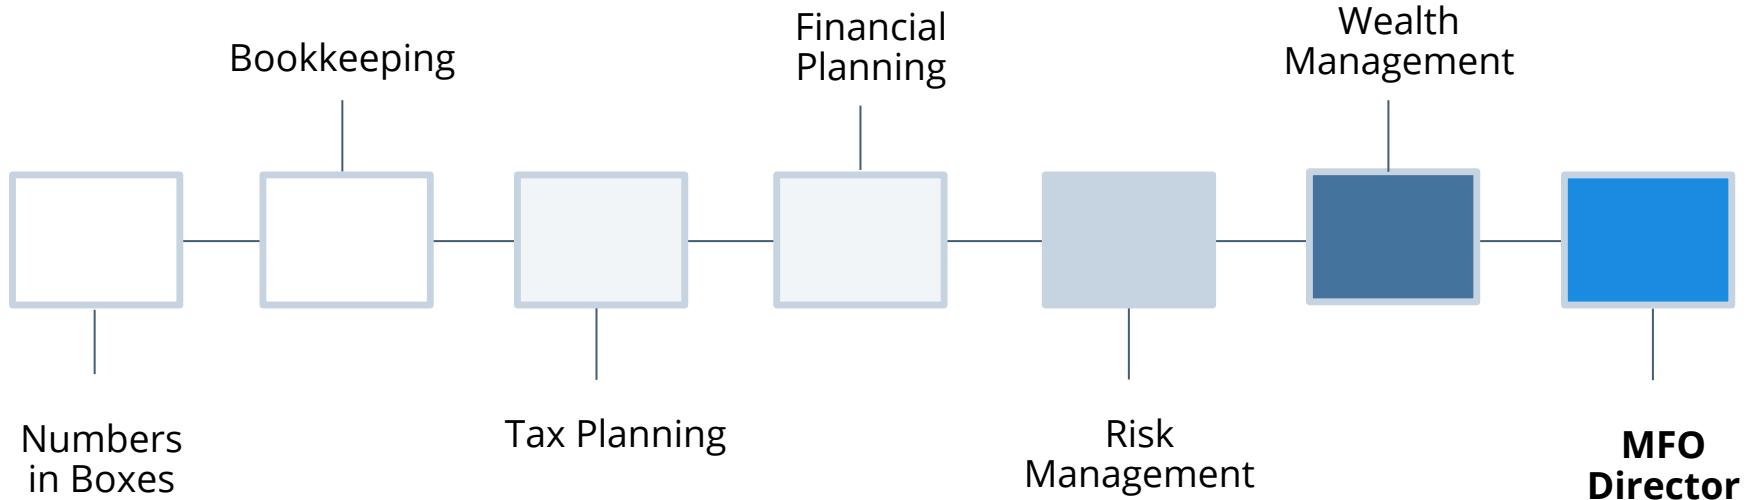 Numbers
in Boxes
Bookkeeping
Tax Planning
Financial
Planning
Risk
Management
Wealth
Management
MFO
Director